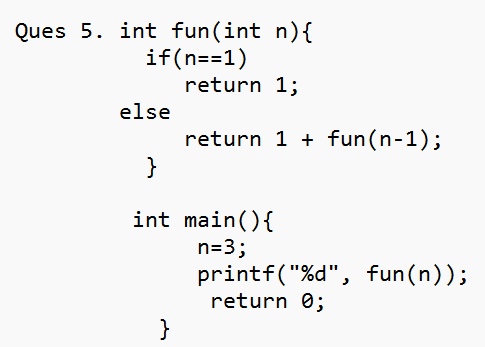 Ques 5. int fun(int n){
if(n==1)
return 1;
else
return 1 + fun(n-1);
}
int main(){
n=3;
printf("%d", fun(n));
return 0;
}